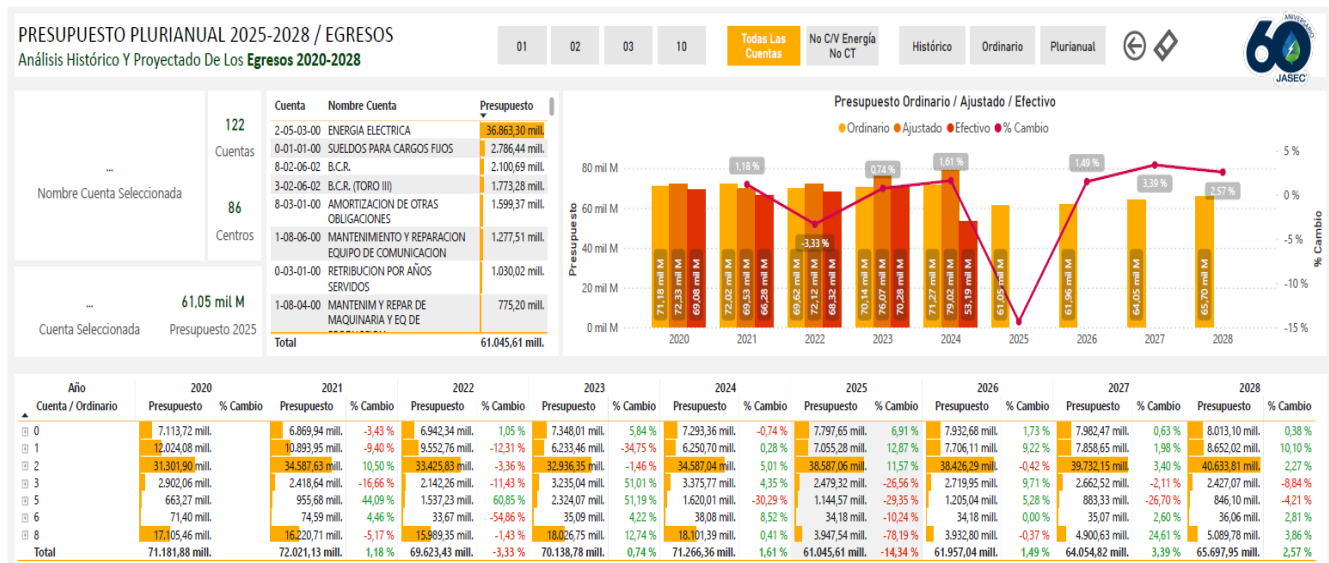 PRESUPUESTO PLURIANUAL 2025-2028 / EGRESOS
Análisis Histórico Y Proyectado De Los Egresos 2020-2028
01 02 03 10 Todas Las Cuentas No C/V Energía No CT Histórico Ordinario Plurianual
ANIVERSARIO
60
JASEC
...
Nombre Cuenta Seleccionada
122
Cuentas
86
Centros
...
Cuenta Seleccionada
61,05 mil M
Presupuesto 2025
Cuenta Nombre Cuenta Presupuesto
2-05-03-00 ENERGIA ELECTRICA 36.863,30 mill.
0-01-01-00 SUELDOS PARA CARGOS FIJOS 2.786,44 mill.
8-02-06-02 B.C.R. 2.100,69 mill.
3-02-06-02 B.C.R. (TORO III) 1.773,28 mill.
8-03-01-00 AMORTIZACION DE OTRAS OBLIGACIONES 1.599,37 mill.
1-08-06-00 MANTENIMIENTO Y REPARACION EQUIPO DE COMUNICACION 1.277,51 mill.
0-03-01-00 RETRIBUCION POR AÑOS SERVIDOS 1.030,02 mill.
1-08-04-00 MANTENIM Y REPAR DE MAQUINARIA Y EQ DE 775,20 mill.
Total 61.045,61 mill.
Presupuesto Ordinario / Ajustado / Efectivo
Ordinario Ajustado Efectivo % Cambio
Presupuesto
80 mil M
60 mil M
40 mil M
20 mil M
0 mil M
71,18 mil M 72,33 mil M 69,08 mil M
72,02 mil M 69,53 mil M 66,28 mil M
69,62 mil M 72,12 mil M 68,32 mil M
70,14 mil M 76,07 mil M 70,28 mil M
71,27 mil M 79,02 mil M 53,19 mil M
61,05 mil M
61,96 mil M
64,05 mil M
65,70 mil M
1,18 % -3,33 % 0,74 % 1,61 % 1,49 % 3,39 % 2,57 %
2020 2021 2022 2023 2024 2025 2026 2027 2028
5 %
0 %
-5 %
-10 %
-15 %
% Cambio
Año 2020 2021 2022 2023 2024 2025 2026 2027 2028
Cuenta / Ordinario Presupuesto % Cambio Presupuesto % Cambio Presupuesto % Cambio Presupuesto % Cambio Presupuesto % Cambio Presupuesto % Cambio Presupuesto % Cambio Presupuesto % Cambio Presupuesto % Cambio
0 7.113,72 mill. 6.869,94 mill. -3,43 % 6.942,34 mill. 1,05 % 7.348,01 mill. 5,84 % 7.293,36 mill. -0,74 % 7.797,65 mill. 6,91 % 7.932,68 mill. 1,73 % 7.982,47 mill. 0,63 % 8.013,10 mill. 0,38 %
1 12.024,08 mill. 10.893,95 mill. -9,40 % 9.552,76 mill. -12,31 % 6.233,46 mill. -34,75 % 6.250,70 mill. 0,28 % 7.055,28 mill. 12,87 % 7.706,11 mill. 9,22 % 7.858,65 mill. 1,98 % 8.652,02 mill. 10,10 %
2 31.301,90 mill. 34.587,63 mill. 10,50 % 33.425,83 mill. -3,36 % 32.936,35 mill. -1,46 % 34.587,04 mill. 5,01 % 38.587,06 mill. 11,57 % 38.426,29 mill. -0,42 % 39.732,15 mill. 3,40 % 40.633,81 mill. 2,27 %
3 2.902,06 mill. 2.418,64 mill. -16,66 % 2.142,26 mill. -11,43 % 3.235,04 mill. 51,01 % 3.375,77 mill. 4,35 % 2.479,32 mill. -26,56 % 2.719,95 mill. 9,71 % 2.662,52 mill. -2,11 % 2.427,07 mill. -8,84 %
5 663,27 mill. 955,68 mill. 44,09 % 1.537,23 mill. 60,85 % 2.324,07 mill. 51,19 % 1.620,01 mill. -30,29 % 1.144,57 mill. -29,35 % 1.205,04 mill. 5,28 % 883,33 mill. -26,70 % 846,10 mill. -4,21 %
6 71,40 mill. 74,59 mill. 4,46 % 33,67 mill. -54,86 % 35,09 mill. 4,22 % 38,08 mill. 8,52 % 34,18 mill. -10,24 % 34,18 mill. 0,00 % 35,07 mill. 2,60 % 36,06 mill. 2,81 %
8 17.105,46 mill. 16.220,71 mill. -5,17 % 15.989,35 mill. -1,43 % 18.026,75 mill. 12,74 % 18.101,39 mill. 0,41 % 3.947,54 mill. -78,19 % 3.932,80 mill. -0,37 % 4.900,63 mill. 24,61 % 5.089,78 mill. 3,86 %
Total 71.181,88 mill. 72.021,13 mill. 1,18 % 69.623,43 mill. -3,33 % 70.138,78 mill. 0,74 % 71.266,36 mill. 1,61 % 61.045,61 mill. -14,34 % 61.957,04 mill. 1,49 % 64.054,82 mill. 3,39 % 65.697,95 mill. 2,57 %